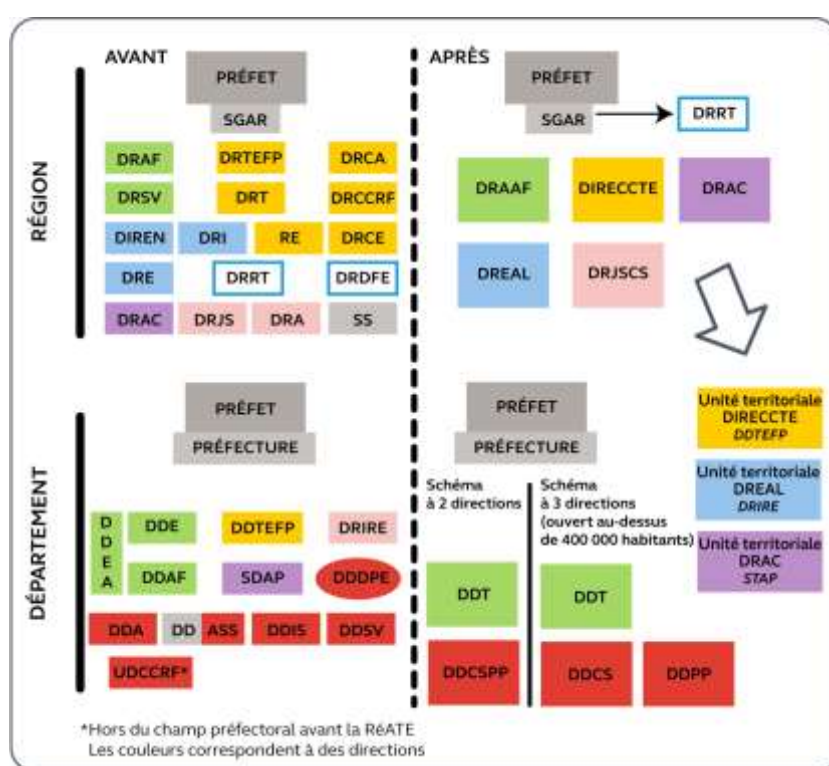 AVANT
PRÉFET
SGAR
DRAF
DRTEFP
DRCA
DRSV
DRT
DRCCRF
DIREN
DRI
RE
DRCE
DRE
DRRT
DRDFE
DRAC
DRJS
DRA
SS
RÉGION
APRÈS
PRÉFET
SGAR
DRRT
DRAAF
DIRECCTE
DRAC
DREAL
DRJSCS
DÉPARTEMENT
PRÉFET
PRÉFECTURE
DDEA
DDE
DDTEFP
DRIRE
DDAF
SDAP
DDDPE
DDA
DD ASS
DDIS
DDSV
UDCCRF*
PRÉFET
PRÉFECTURE
Schéma
à 2 directions
DDT
DDCSPP
Schéma
à 3 directions
(ouvert au-dessus
de 400 000 habitants)
DDT
DDCS
DDPP
Unité territoriale
DIRECCTE
DDTEFP
Unité territoriale
DREAL
DRIRE
Unité territoriale
DRAC
STAP
*Hors du champ préfectoral avant la RéATE
Les couleurs correspondent à des directions